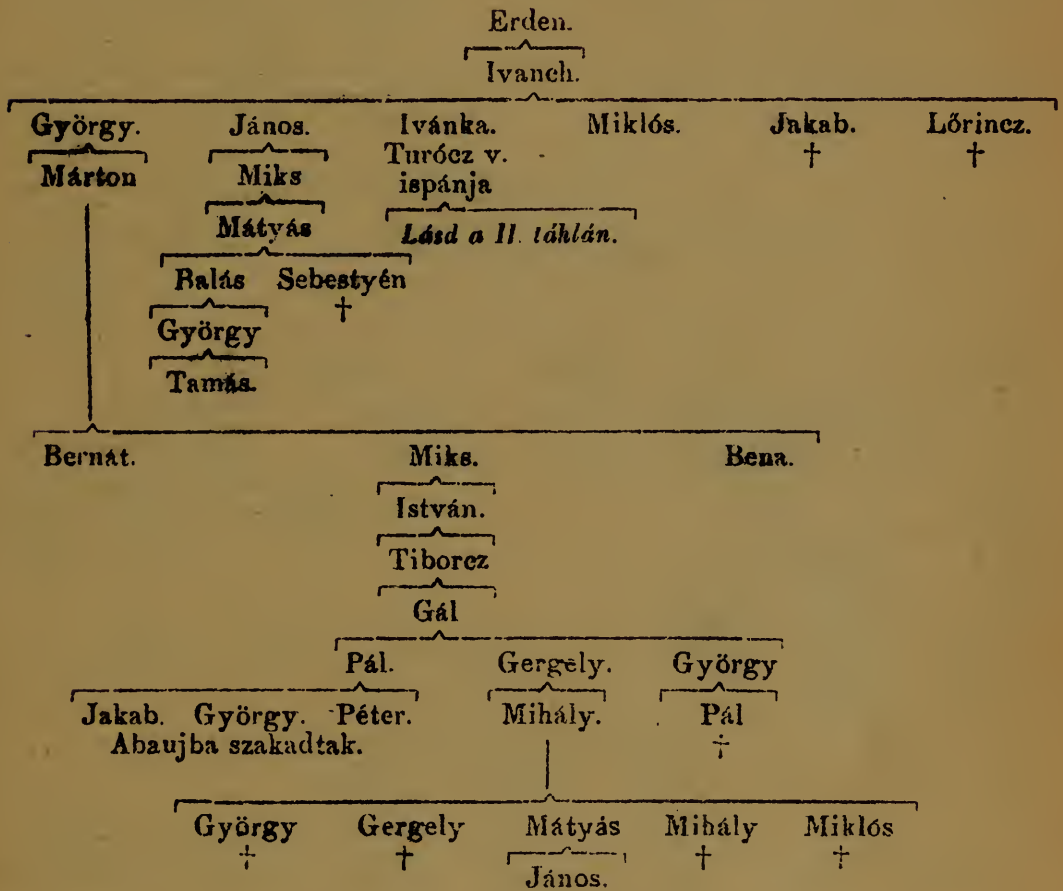 Erden.
Ivanch.
György. János. Ivánka. Miklós. Jakab. Lőrincz.
Turócz v. † †
Márton Miks ispánja
Mátyás Lásd a II. táhlán.
Balás Sebestyén
György †
Tamás.
Bernát. Miks. Bena.
István.
Tiborcz
Gál
Pál. Gergely. György
Jakab. György. Péter. Mihály. Pál
Abaujba szakadtak. †
György Gergely Mátyás Mihály Miklós
† † † †
János.